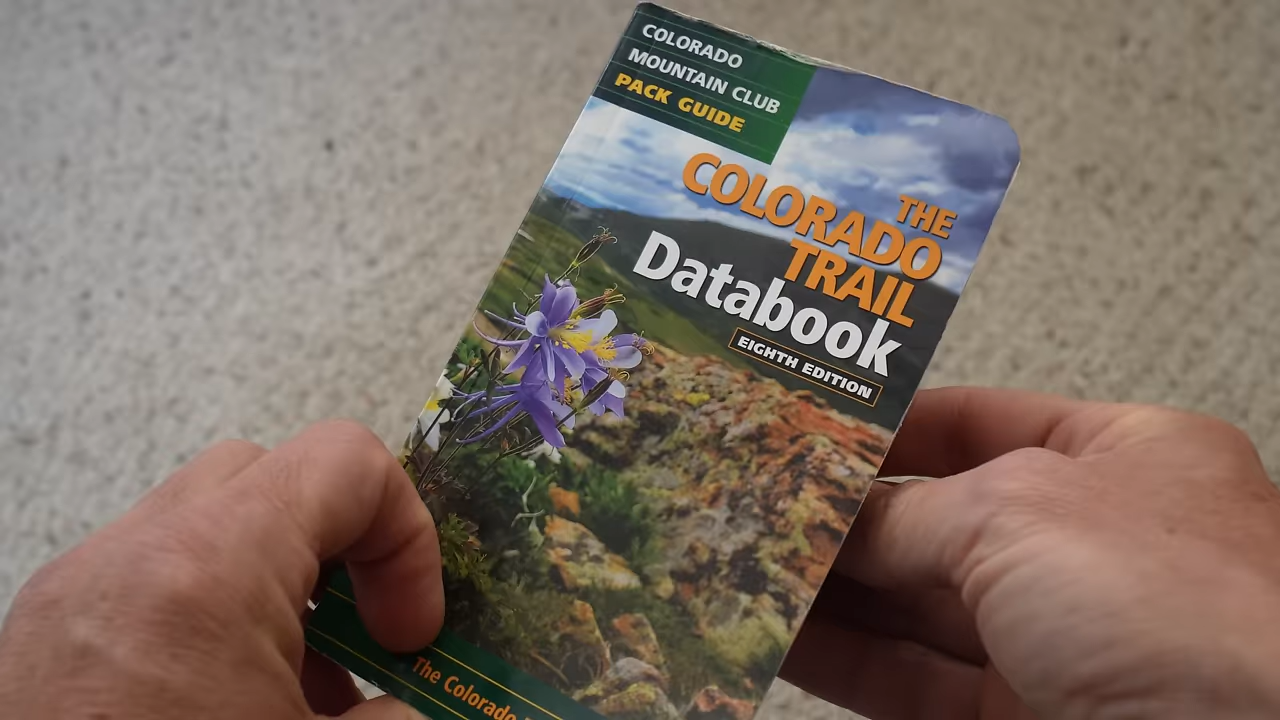 COLORADO
MOUNTAIN CLUB
PACK GUIDE
THE
COLORADO
TRAIL
Databook
EIGHTH EDITION
The Colorado